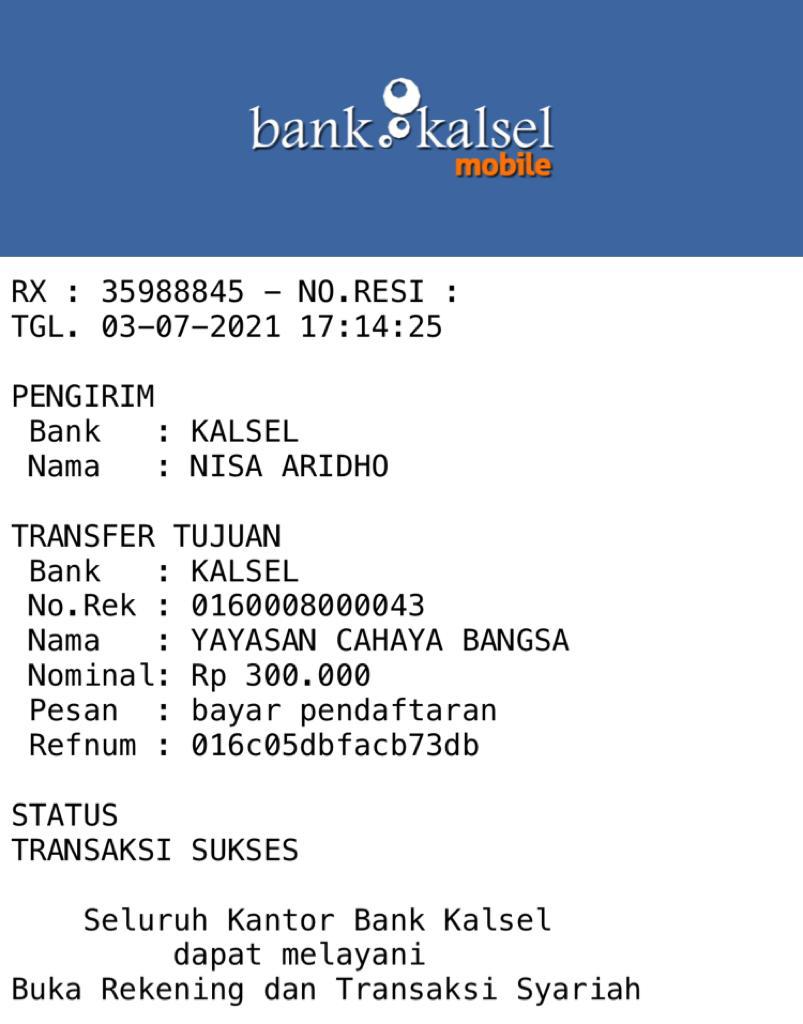 bank kalsel
mobile
RX : 35988845 – NO.RESI :
TGL. 03–07–2021 17:14:25
PENGIRIM
Bank : KALSEL
Nama : NISA ARIDHO
TRANSFER TUJUAN
Bank : KALSEL
No.Rek : 0160008000043
Nama : YAYASAN CAHAYA BANGSA
Nominal: Rp 300.000
Pesan : bayar pendaftaran
Refnum : 016c05dbfacb73db
STATUS
TRANSAKSI SUKSES
Seluruh Kantor Bank Kalsel
dapat melayani
Buka Rekening dan Transaksi Syariah